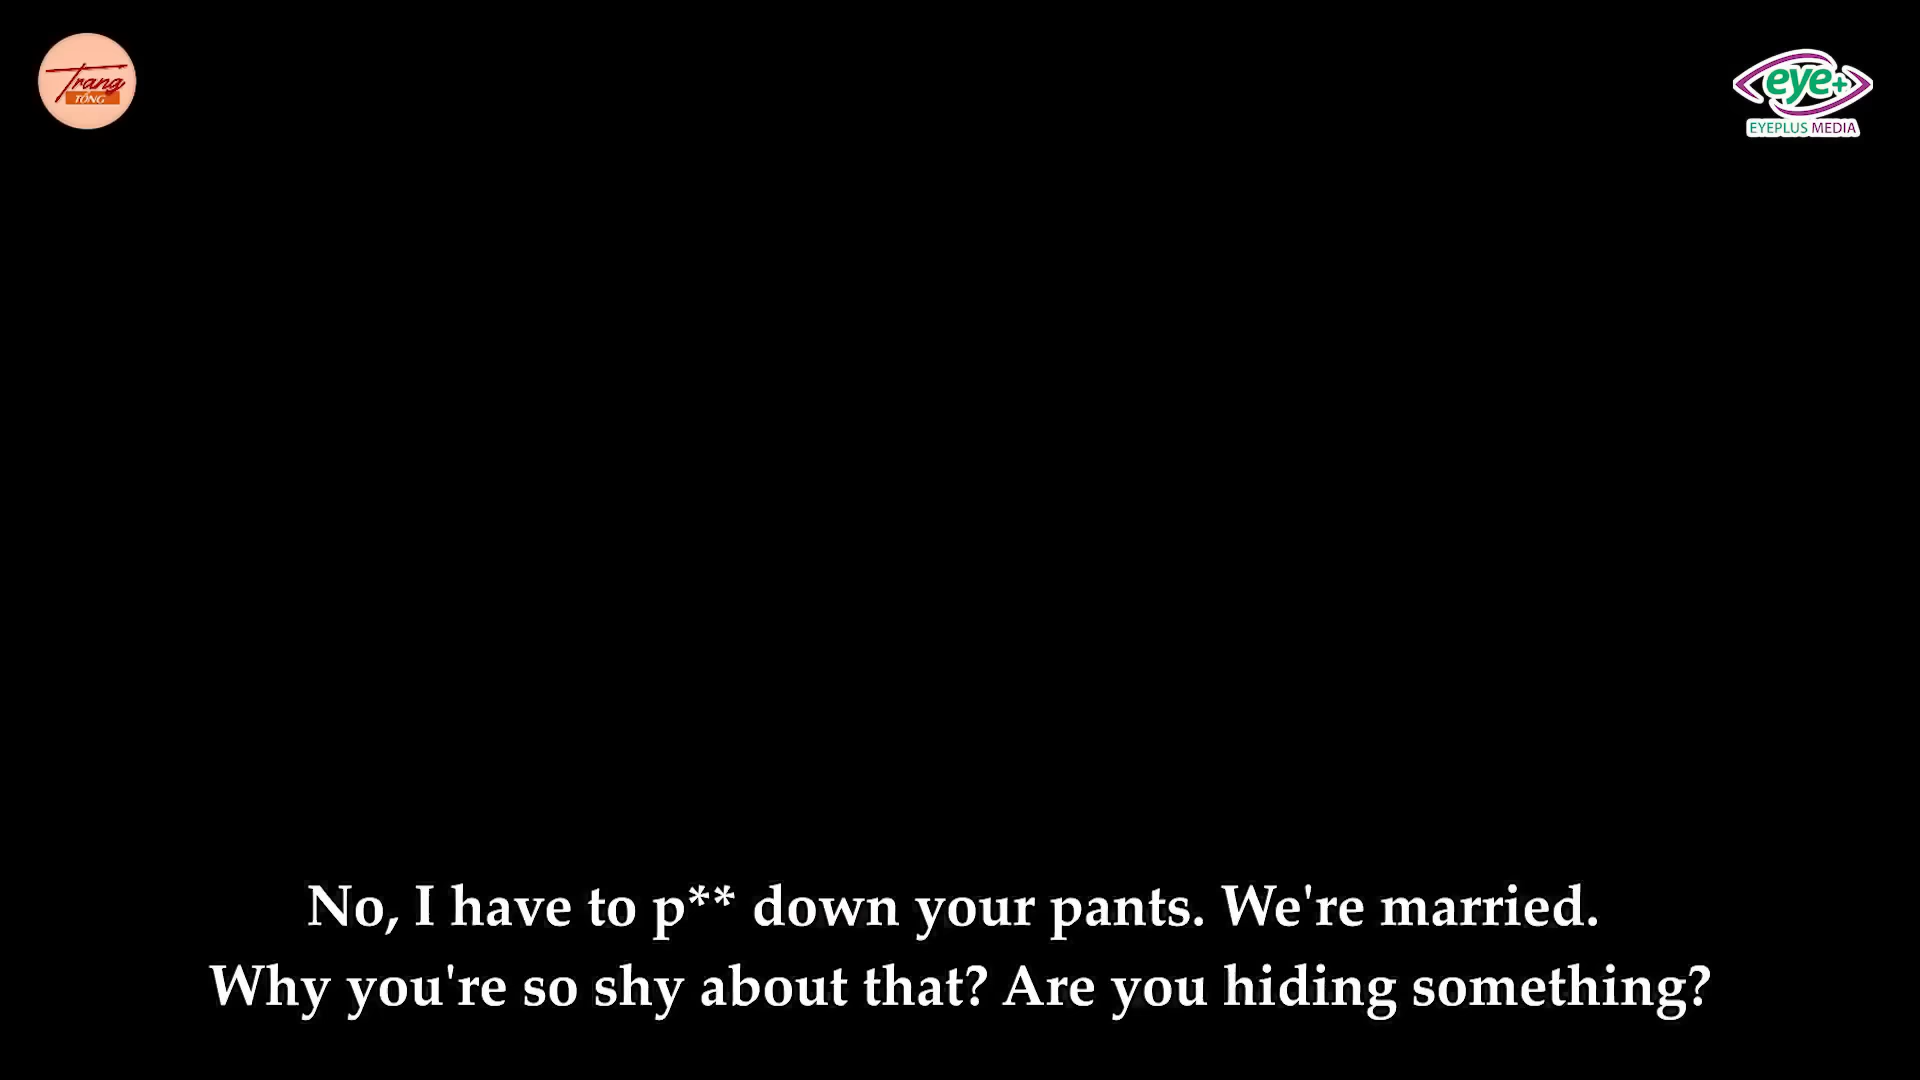 Trang
TỐNG
eye+
EYEPLUS MEDIA
No, I have to p** down your pants. We're married.
Why you're so shy about that? Are you hiding something?